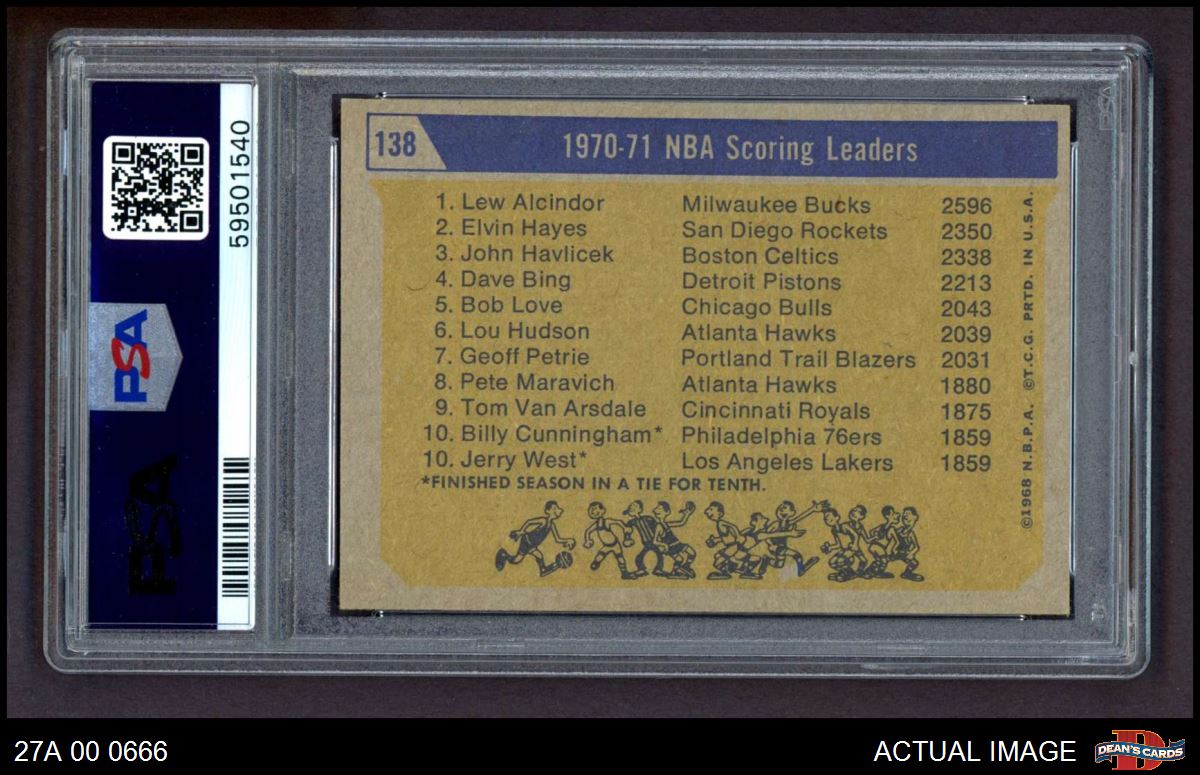 138 1970-71 NBA Scoring Leaders
1. Lew Alcindor Milwaukee Bucks 2596
2. Elvin Hayes San Diego Rockets 2350
3. John Havlicek Boston Celtics 2338
4. Dave Bing Detroit Pistons 2213
5. Bob Love Chicago Bulls 2043
6. Lou Hudson Atlanta Hawks 2039
7. Geoff Petrie Portland Trail Blazers 2031
8. Pete Maravich Atlanta Hawks 1880
9. Tom Van Arsdale Cincinnati Royals 1875
10. Billy Cunningham* Philadelphia 76ers 1859
10. Jerry West* Los Angeles Lakers 1859
*FINISHED SEASON IN A TIE FOR TENTH.
©1968 N.B.P.A. ©T.C.G. PRTD. IN U.S.A.
59501540
PSA
PSA
PSA
27A 00 0666
ACTUAL IMAGE
D
DEAN'S CARDS